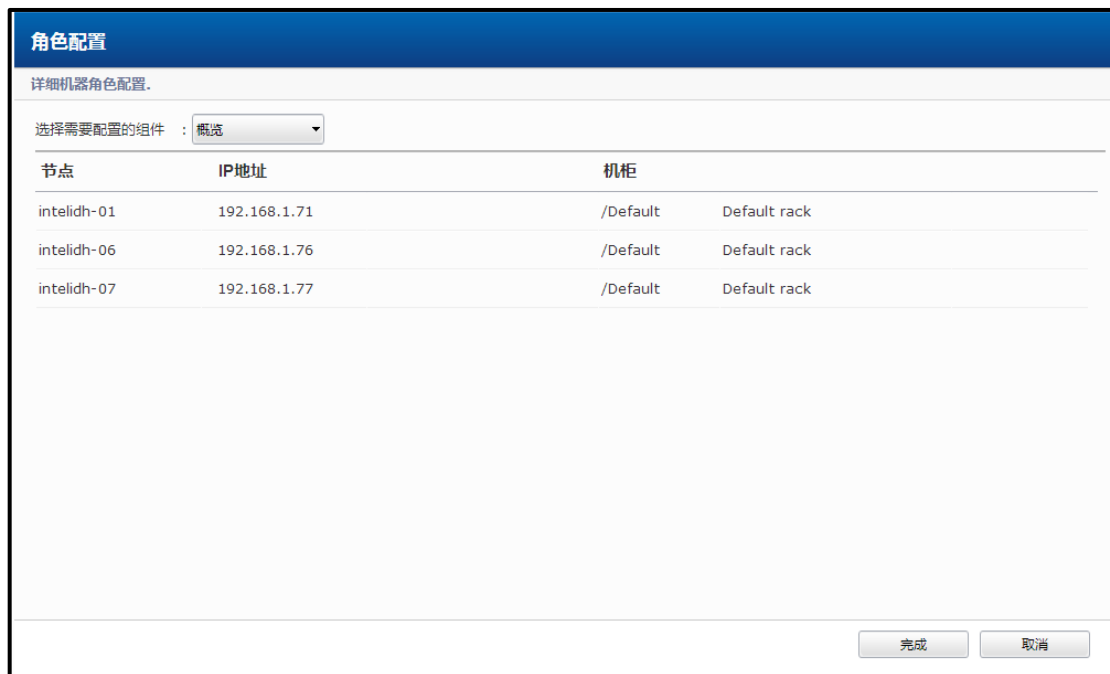 角色配置
详细机器角色配置.
选择需要配置的组件 : 概览
节点 IP地址 机柜
intelidh-01 192.168.1.71 /Default Default rack
intelidh-06 192.168.1.76 /Default Default rack
intelidh-07 192.168.1.77 /Default Default rack
完成 取消